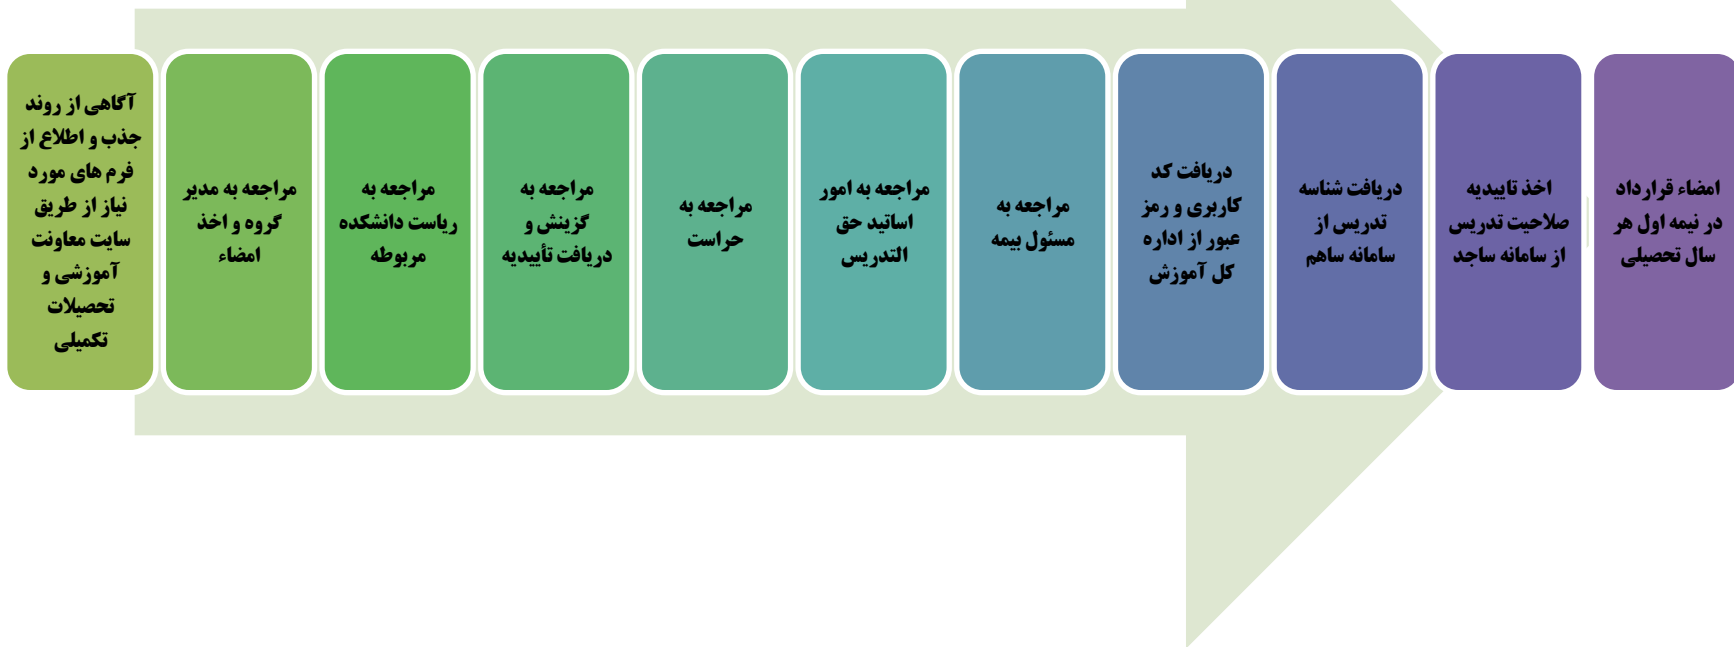 آگاهی از روند
جذب و اطلاع از
فرم های مورد
نیاز از طریق
سایت معاونت
آموزشی و
تحصیلات
تکمیلی
مراجعه به مدیر
گروه و اخذ
امضاء
مراجعه به
ریاست دانشکده
مربوطه
مراجعه به
گزینش و
دریافت تأییدیه
مراجعه به
حراست
مراجعه به امور
اساتید حق
التدریس
مراجعه به
مسئول بیمه
دریافت کد
کاربری و رمز
عبور از اداره
کل آموزش
دریافت شناسه
تدریس از
سامانه ساهم
اخذ تاییدیه
صلاحیت تدریس
از سامانه ساجد
امضاء قرارداد
در نیمه اول هر
سال تحصیلی